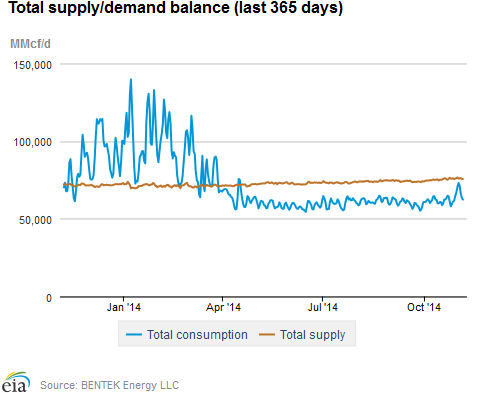 Total supply/demand balance (last 365 days)
MMcf/d
150,000
100,000
50,000
0
Jan '14 Apr '14 Jul '14 Oct '14
Total consumption Total supply
eia Source: BENTEK Energy LLC